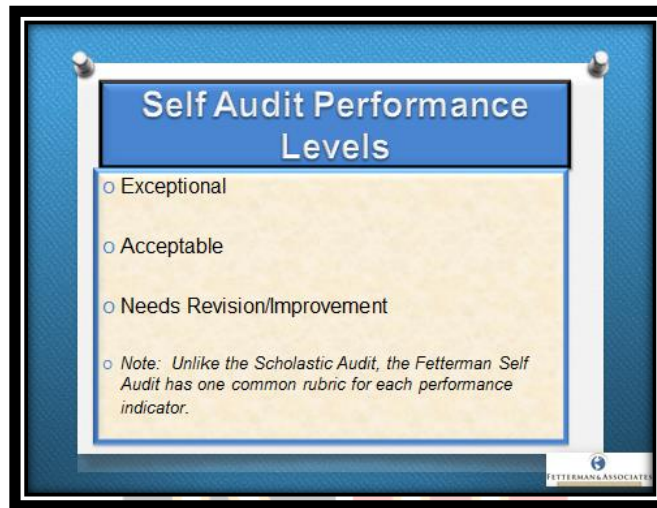 Self Audit Performance
Levels
o Exceptional
o Acceptable
o Needs Revision/Improvement
o Note: Unlike the Scholastic Audit, the Fetterman Self
Audit has one common rubric for each performance
indicator.
FETTERMAN & ASSOCIATES